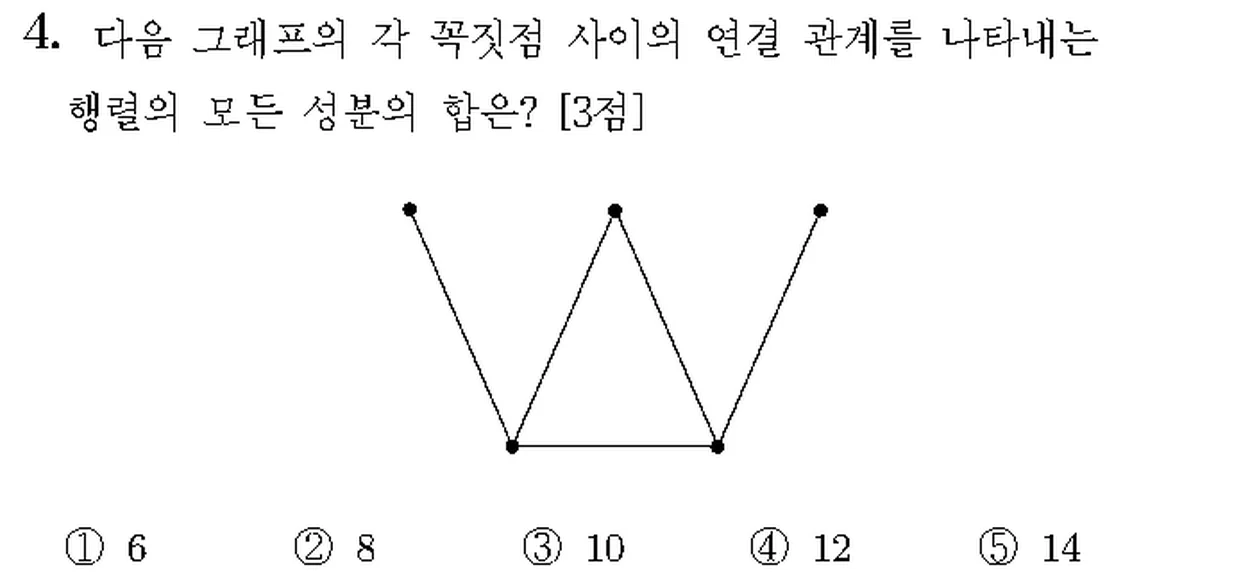 4. 다음 그래프의 각 꼭짓점 사이의 연결 관계를 나타내는
행렬의 모든 성분의 합은? [3점]
① 6 ② 8 ③ 10 ④ 12 ⑤ 14